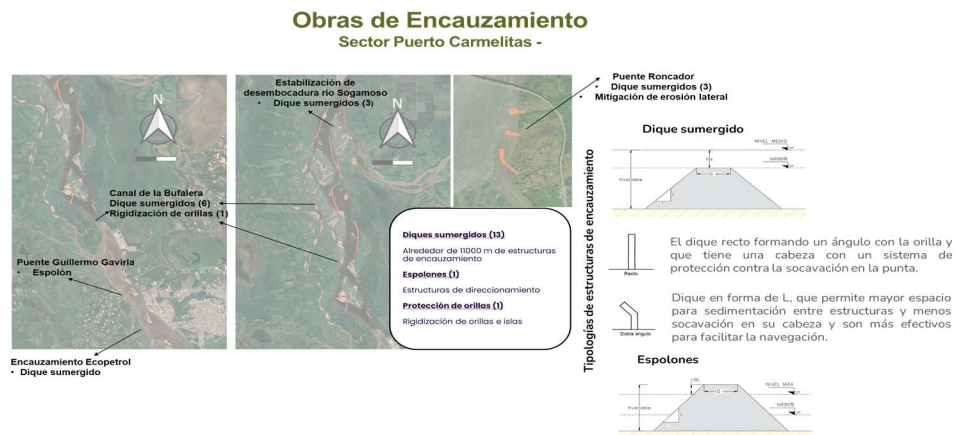 Obras de Encauzamiento
Sector Puerto Carmelitas -
Estabilización de
desembocadura río Sogamoso
• Dique sumergidos (3)
Puente Roncador
• Dique sumergidos (3)
• Mitigación de erosión lateral
N
N
Canal de la Bufalera
Dique sumergidos (6)
Rigidización de orillas (1)
Puente Guillermo Gaviria
• Espolón
Encauzamiento Ecopetrol
• Dique sumergido
Diques sumergidos (13)
Alrededor de 11000 m de estructuras
de encauzamiento
Espolones (1)
Estructuras de direccionamiento
Protección de orillas (1)
Rigidización de orillas e islas
Tipologías de estructuras de encauzamiento
Dique sumergido
NIVEL MEDIO
NR90%
Hvariable
Recto
El dique recto formando un ángulo con la orilla y
que tiene una cabeza con un sistema de
protección contra la socavación en la punta.
Doble ángulo
Dique en forma de L, que permite mayor espacio
para sedimentación entre estructuras y menos
socavación en su cabeza y son más efectivos
para facilitar la navegación.
Espolones
NIVEL MÁX
NR90%
Hvariable